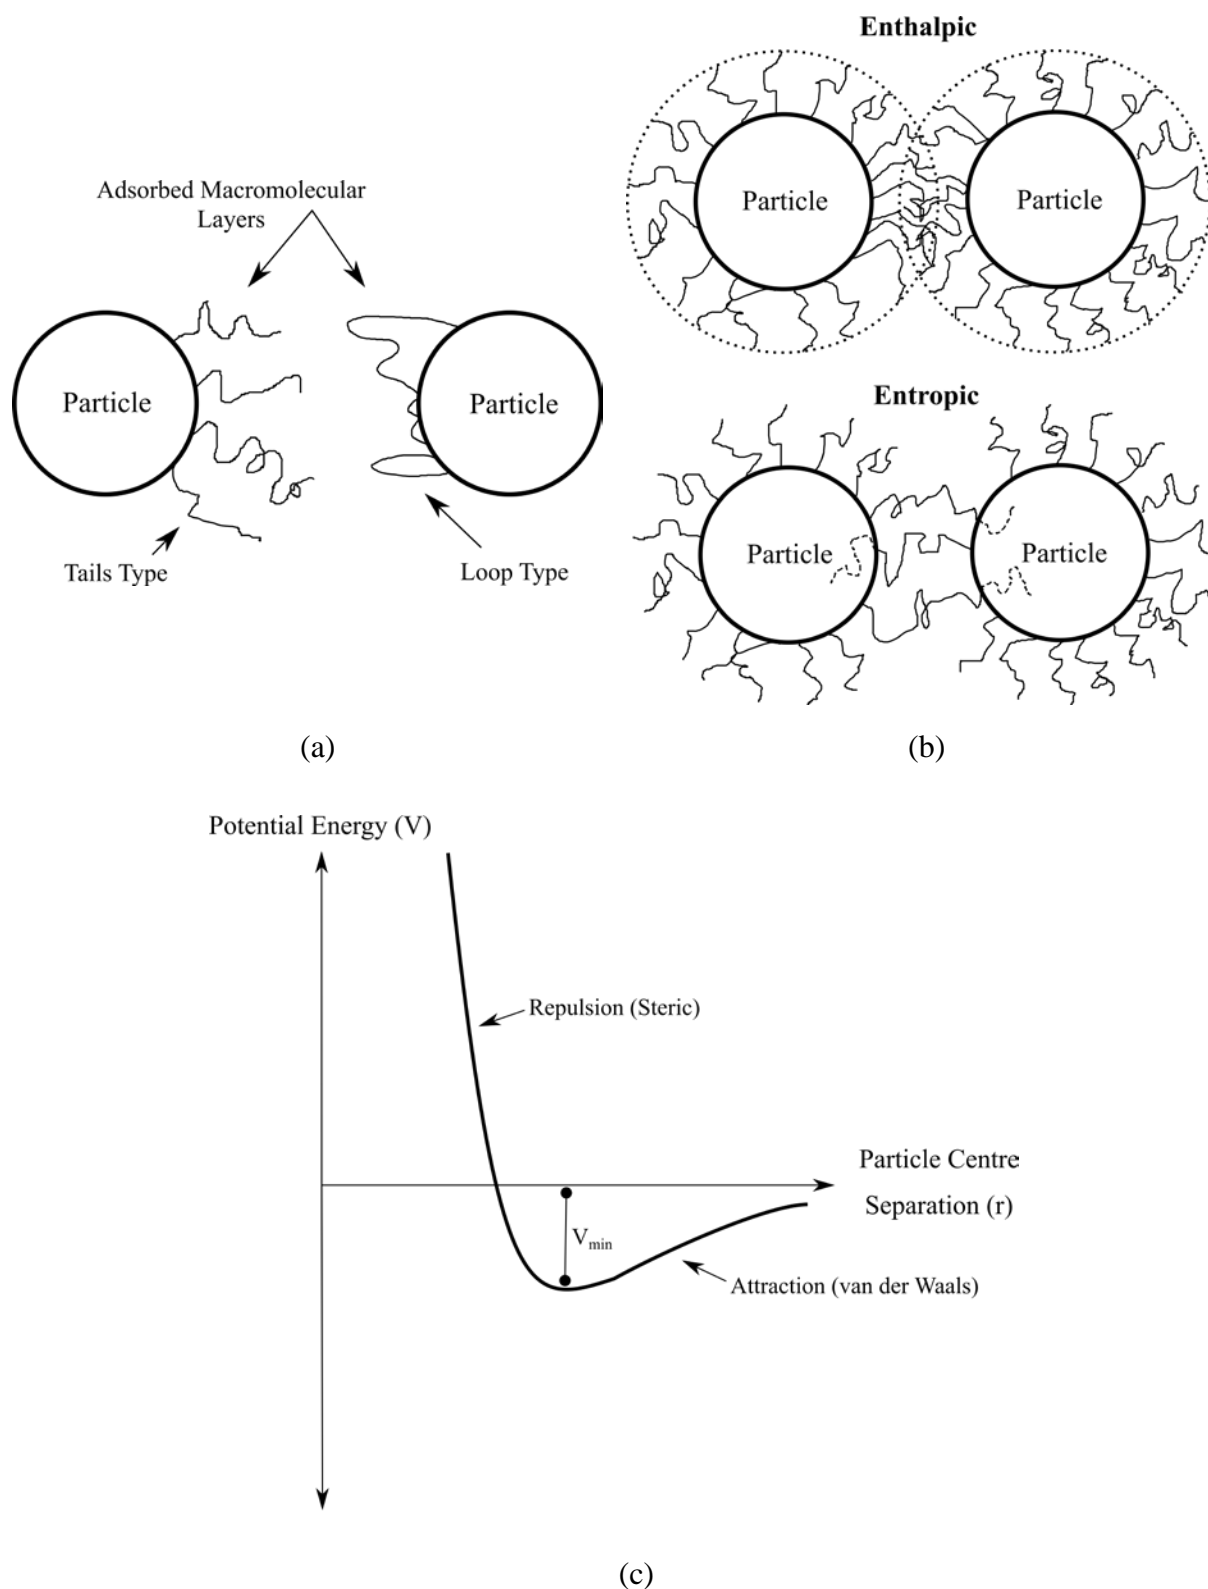 Adsorbed Macromolecular
Layers
Particle
Particle
Tails Type
Loop Type
(a)
Enthalpic
Particle
Particle
Entropic
Particle
Particle
(b)
Potential Energy (V)
Repulsion (Steric)
Particle Centre
Separation (r)
Vmin
Attraction (van der Waals)
(c)